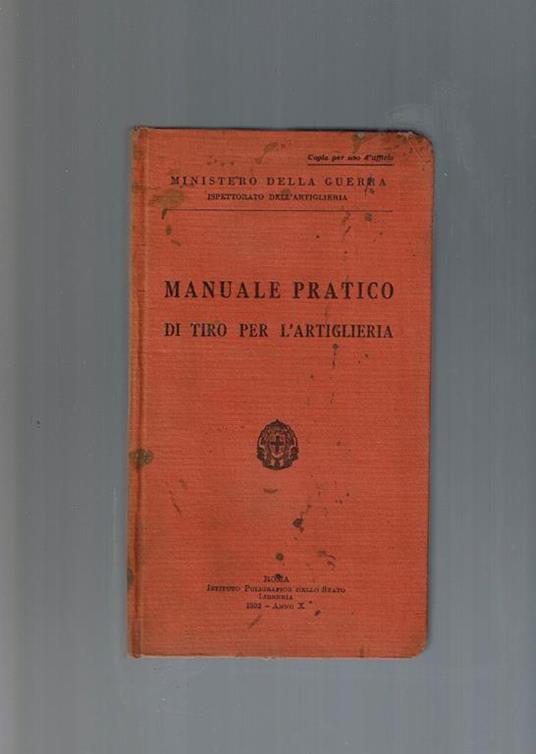 Copia per uso d'ufficio
MINISTERO DELLA GUERRA
ISPETTORATO DELL'ARTIGLIERIA
MANUALE PRATICO
DI TIRO PER L'ARTIGLIERIA
ROMA
ISTITUTO POLIGRAFICO DELLO STATO
LIBRERIA
1932 - ANNO X